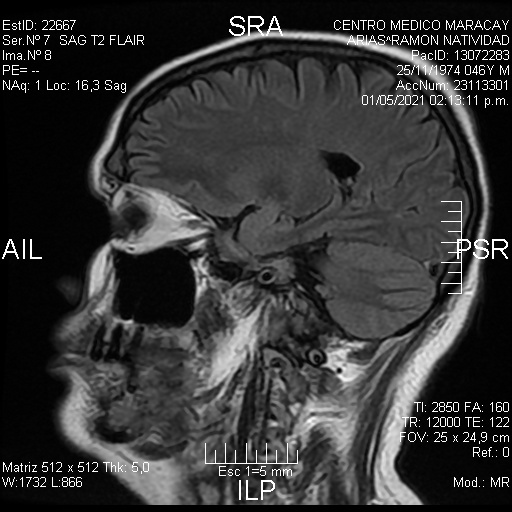 EstID: 22667
Ser.Nº 7 SAG T2 FLAIR
Ima.Nº 8
PE= --
NAq: 1 Loc: 16,3 Sag
SRA
CENTRO MEDICO MARACAY
ARIAS^RAMON NATIVIDAD
PacID: 13072283
25/11/1974 046Y M
AccNum: 23113301
01/05/2021 02:13:11 p.m.
AIL
PSR
Matriz 512 x 512 Thk: 5,0
W:1732 L:866
Esc 1=5 mm
ILP
TI: 2850 FA: 160
TR: 12000 TE: 122
FOV: 25 x 24,9 cm
Ref.: 0
Mod.: MR